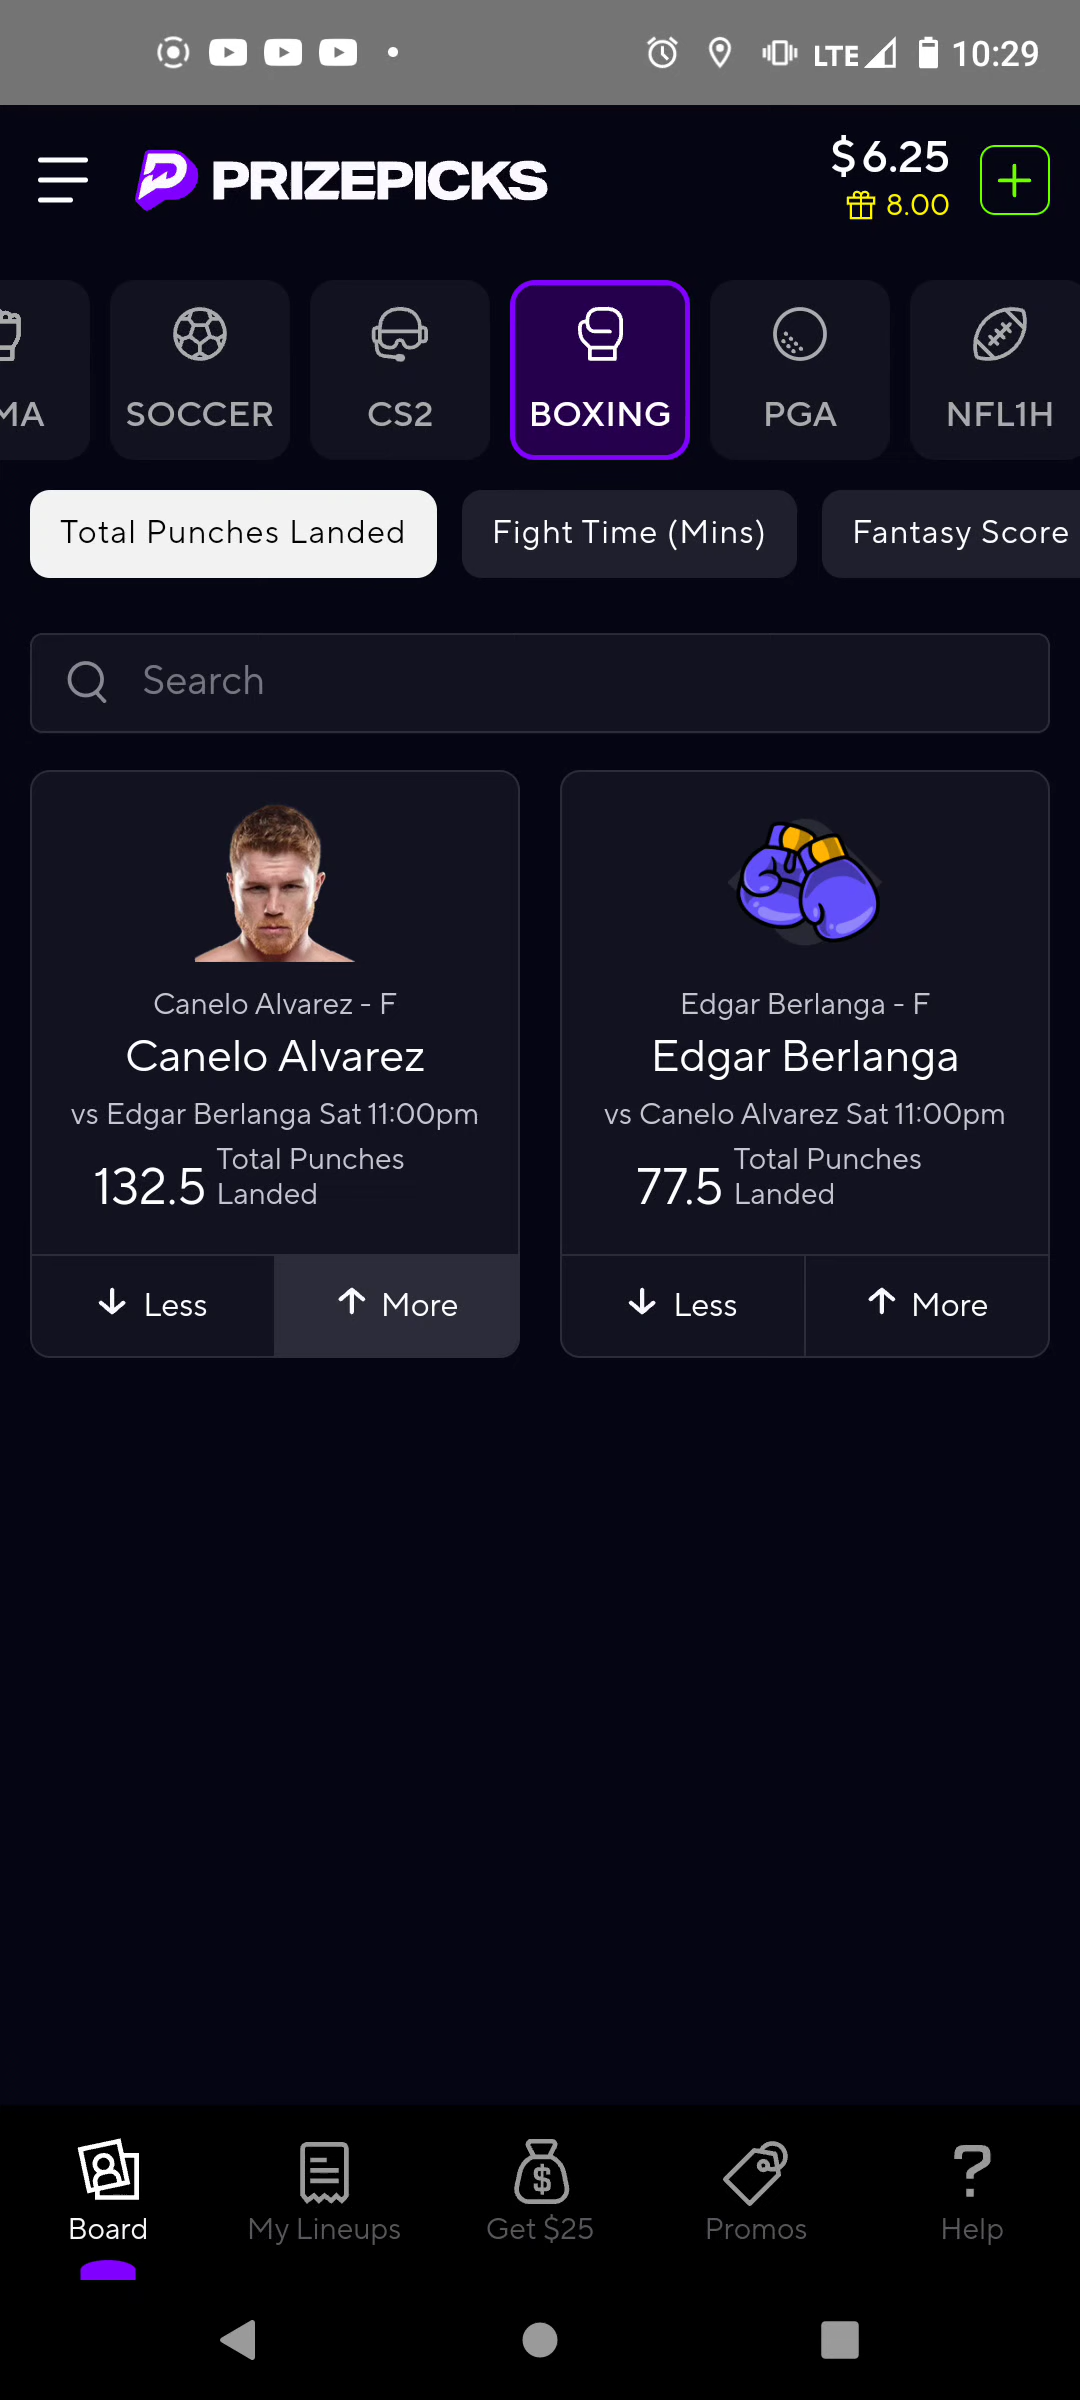 LTE 10:29
PRIZEPICKS
$6.25
8.00
MA
SOCCER
CS2
BOXING
PGA
NFL1H
Total Punches Landed
Fight Time (Mins)
Fantasy Score
Search
Canelo Alvarez - F
Canelo Alvarez
vs Edgar Berlanga Sat 11:00pm
132.5 Total Punches
Landed
Less
More
Edgar Berlanga - F
Edgar Berlanga
vs Canelo Alvarez Sat 11:00pm
77.5 Total Punches
Landed
Less
More
Board
My Lineups
Get $25
Promos
Help